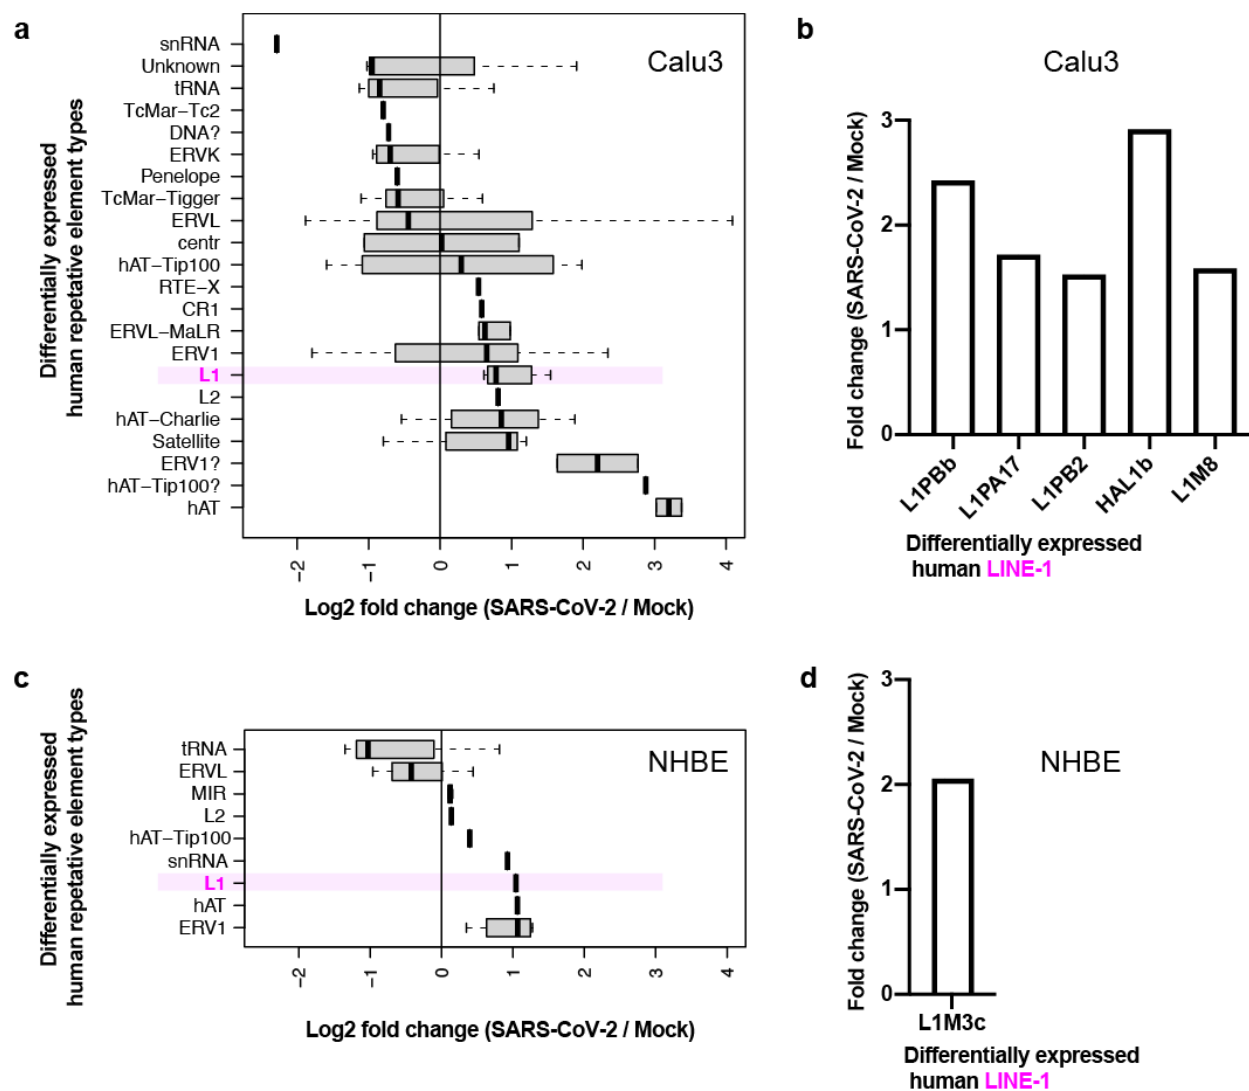 a
Differentially expressed
human repetative element types
snRNA
Unknown
tRNA
TcMar–Tc2
DNA?
ERVK
Penelope
TcMar–Tigger
ERVL
centr
hAT–Tip100
RTE–X
CR1
ERVL–MaLR
ERV1
L1
L2
hAT–Charlie
Satellite
ERV1?
hAT–Tip100?
hAT
Calu3
–2
–1
0
1
2
3
4
Log2 fold change (SARS-CoV-2 / Mock)
b
Calu3
Fold change (SARS-CoV-2 / Mock)
3
2
1
0
L1PBb
L1PA17
L1PB2
HAL1b
L1M8
Differentially expressed
human LINE-1
c
Differentially expressed
human repetative element types
tRNA
ERVL
MIR
L2
hAT–Tip100
snRNA
L1
hAT
ERV1
NHBE
–2
–1
0
1
2
3
4
Log2 fold change (SARS-CoV-2 / Mock)
d
NHBE
Fold change (SARS-CoV-2 / Mock)
3
2
1
0
L1M3c
Differentially expressed
human LINE-1